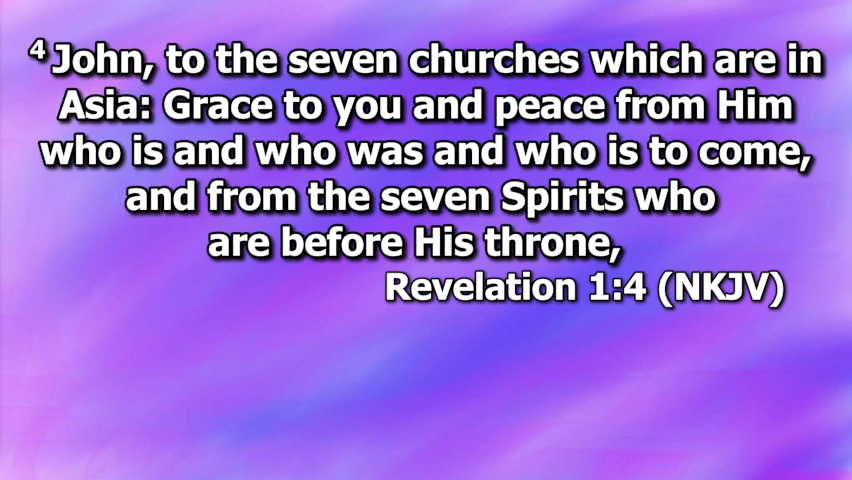 4 John, to the seven churches which are in
Asia: Grace to you and peace from Him
who is and who was and who is to come,
and from the seven Spirits who
are before His throne,
Revelation 1:4 (NKJV)